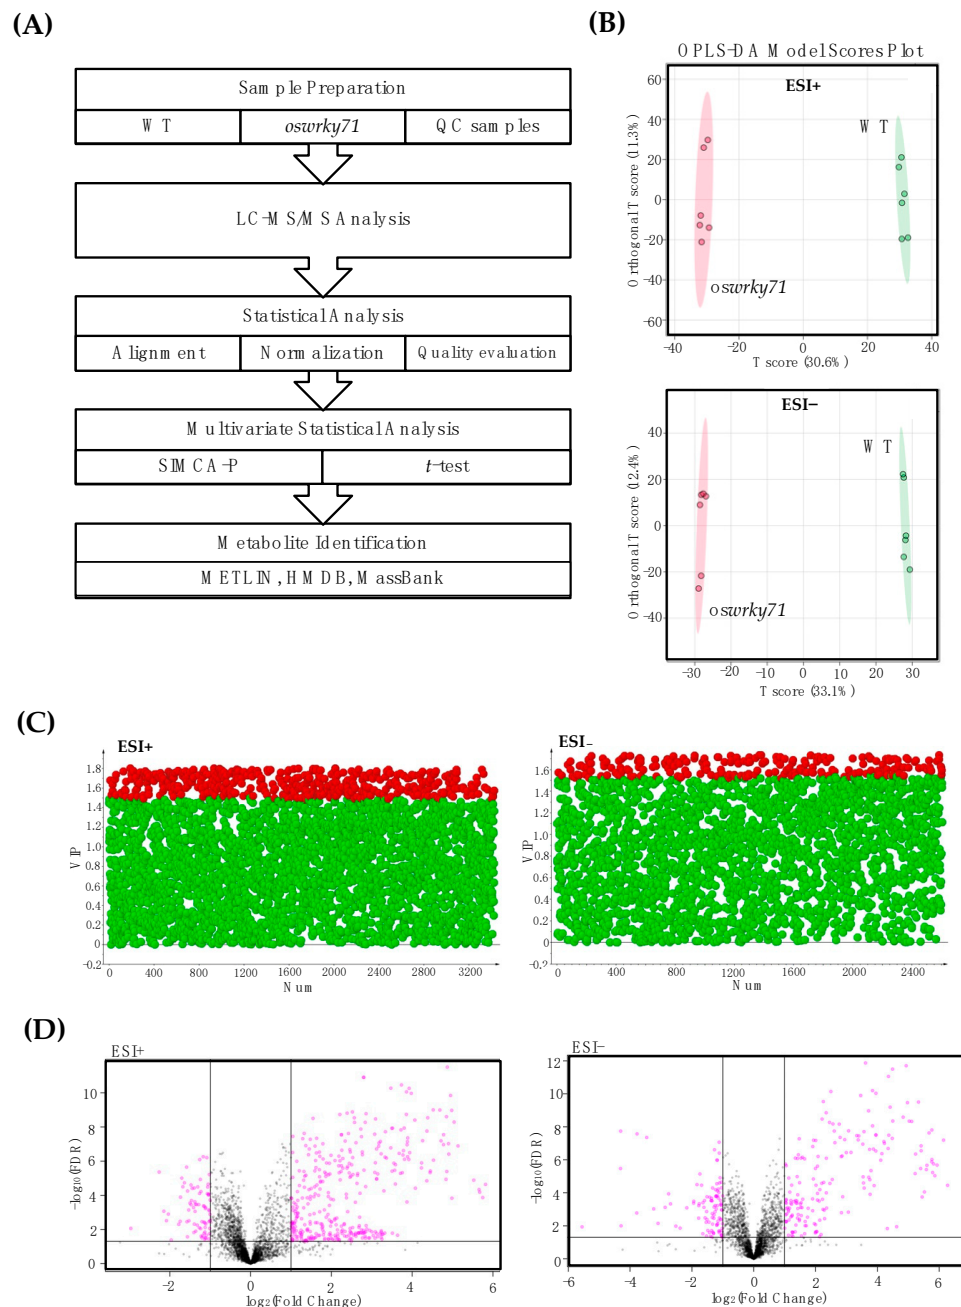 (A)
Sample Preparation
WT oswrky71 QC samples
LC-MS/MS Analysis
Statistical Analysis
Alignment Normalization Quality evaluation
Multivariate Statistical Analysis
SIMCA-P t-test
Metabolite Identification
METLIN, HMDB, MassBank
(B)
OPLS-DA Model Scores Plot
ESI+
WT
oswrky71
Orthogonal T score (11.3%)
60
40
20
0
-20
-40
-60
-40 -20 0 20 40
T score (30.6%)
ESI−
WT
oswrky71
Orthogonal T score (12.4%)
40
20
0
-20
-40
-30 -20 -10 0 10 20 30
T score (33.1%)
(C)
ESI+
VIP
1.8
1.6
1.4
1.2
1.0
0.8
0.6
0.4
0.2
0
-0.2
0 400 800 1200 1600 2000 2400 2800 3200
Num
ESI−
VIP
1.6
1.4
1.2
1.0
0.8
0.6
0.4
0.2
0
-0.2
0 400 800 1200 1600 2000 2400
Num
(D)
ESI+
-log10(FDR)
10
8
6
4
2
0
-2 0 2 4 6
log2(Fold Change)
ESI−
-log10(FDR)
12
10
8
6
4
2
0
-6 -4 -2 0 2 4 6
log2(Fold Change)